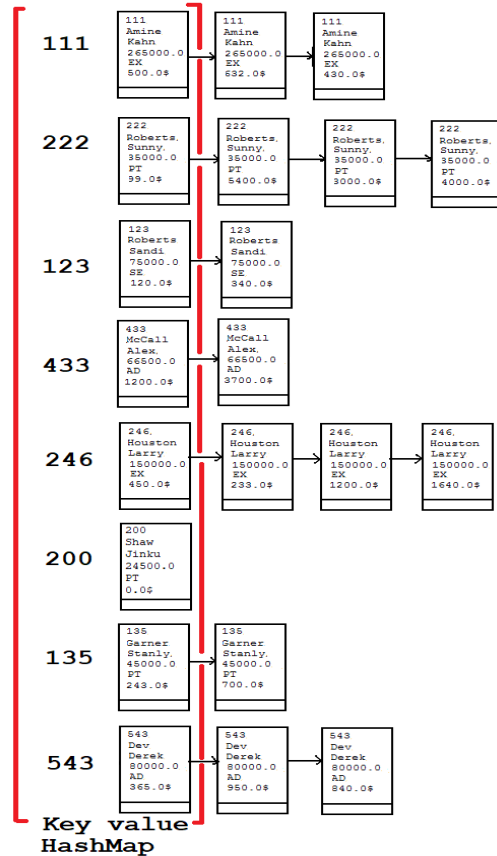 111
111
Amine
Kahn
265000.0
EX
500.0$
111
Amine
Kahn
265000.0
EX
632.0$
111
Amine
Kahn
265000.0
EX
430.0$
222
222
Roberts,
Sunny,
35000.0
PT
99.0$
222
Roberts,
Sunny,
35000.0
PT
5400.0$
222
Roberts,
Sunny,
35000.0
PT
3000.0$
222
Roberts,
Sunny,
35000.0
PT
4000.0$
123
123
Roberts
Sandi
75000.0
SE
120.0$
123
Roberts
Sandi
75000.0
SE
340.0$
433
433
McCall
Alex,
66500.0
AD
1200.0$
433
McCall
Alex,
66500.0
AD
3700.0$
246
246,
Houston
Larry
150000.0
EX
450.0$
246,
Houston
Larry
150000.0
EX
233.0$
246,
Houston
Larry
150000.0
EX
1200.0$
246,
Houston
Larry
150000.0
EX
1640.0$
200
200
Shaw
Jinku
24500.0
PT
0.0$
135
135
Garner
Stanly,
45000.0
PT
243.0$
135
Garner
Stanly,
45000.0
PT
700.0$
543
543
Dev
Derek
80000.0
AD
365.0$
543
Dev
Derek
80000.0
AD
950.0$
543
Dev
Derek
80000.0
AD
840.0$
Key value
HashMap